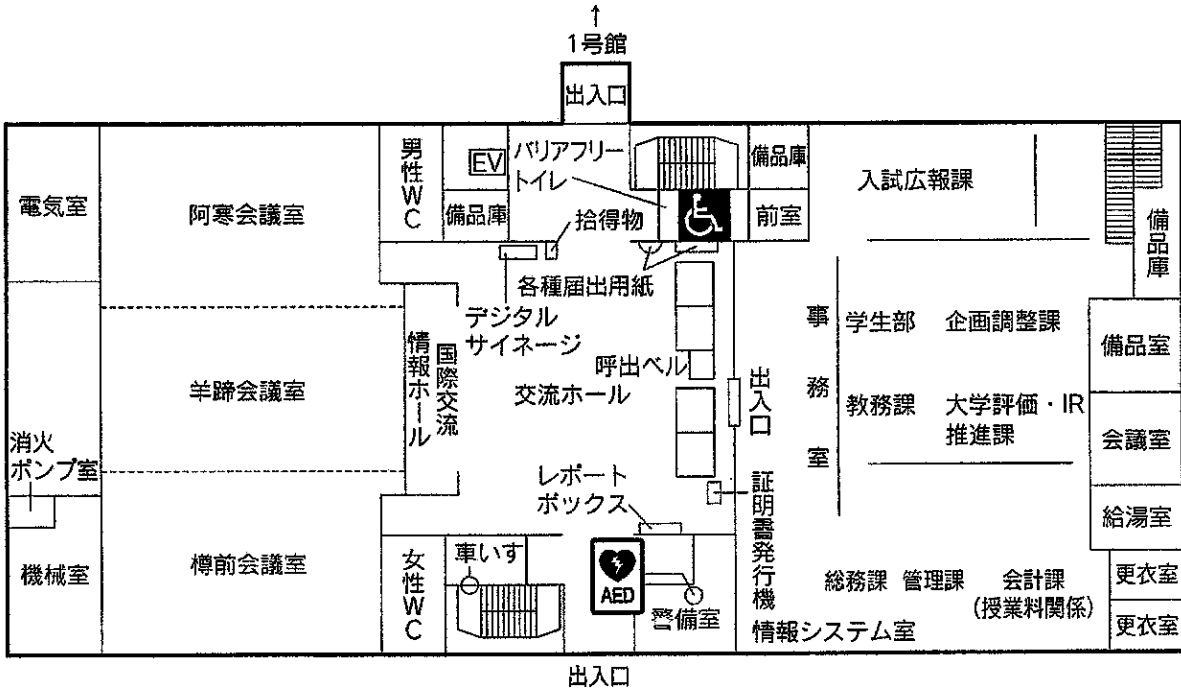 ↑
1号館
出入口
電気室
阿寒会議室
男性WC
EV
備品庫
バリアフリー
トイレ
拾得物
備品庫
前室
入試広報課
備品庫
各種届出用紙
デジタル
サイネージ
国際交流
情報ホール
羊蹄会議室
呼出ベル
交流ホール
出入口
事務室
学生部
企画調整課
教務課
大学評価・IR
推進課
備品室
会議室
給湯室
消火
ポンプ室
機械室
樽前会議室
レポート
ボックス
証明書発行機
女性WC
車いす
AED
警備室
総務課
管理課
会計課
(授業料関係)
情報システム室
更衣室
更衣室
出入口